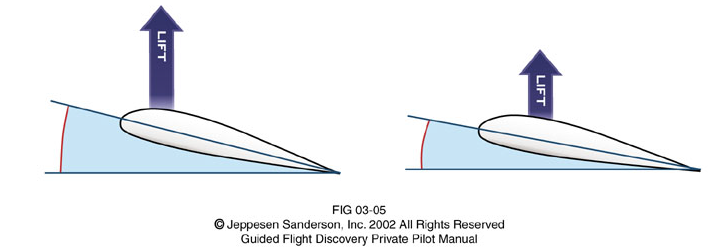 LIFT
LIFT
FIG 03-05
© Jeppesen Sanderson, Inc. 2002 All Rights Reserved
Guided Flight Discovery Private Pilot Manual